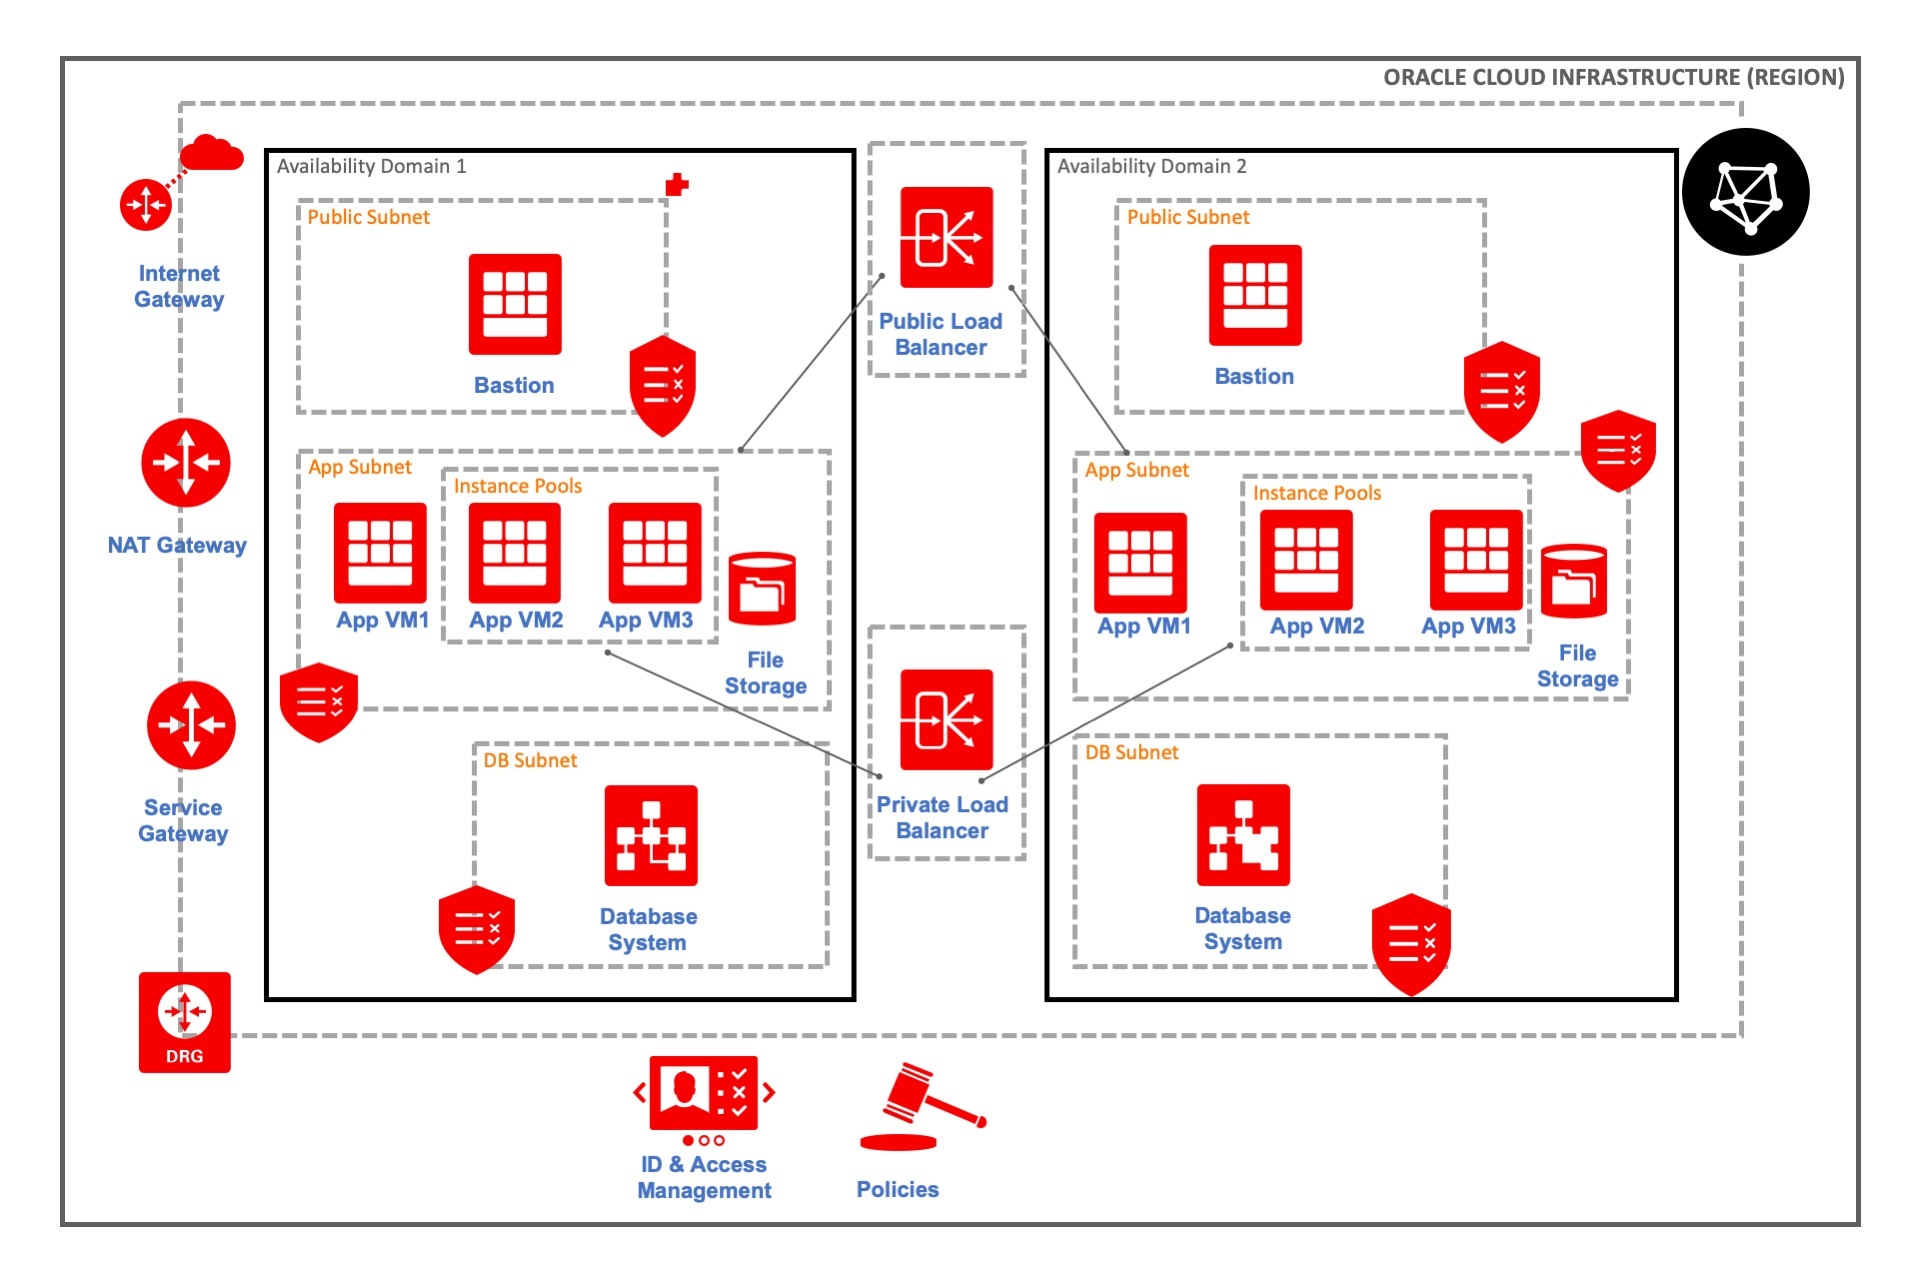 ORACLE CLOUD INFRASTRUCTURE (REGION)
Internet
Gateway
NAT Gateway
Service
Gateway
DRG
Availability Domain 1
Public Subnet
Bastion
App Subnet
Instance Pools
App VM1
App VM2
App VM3
File
Storage
DB Subnet
Database
System
Public Load
Balancer
Private Load
Balancer
Availability Domain 2
Public Subnet
Bastion
App Subnet
Instance Pools
App VM1
App VM2
App VM3
File
Storage
DB Subnet
Database
System
ID & Access
Management
Policies